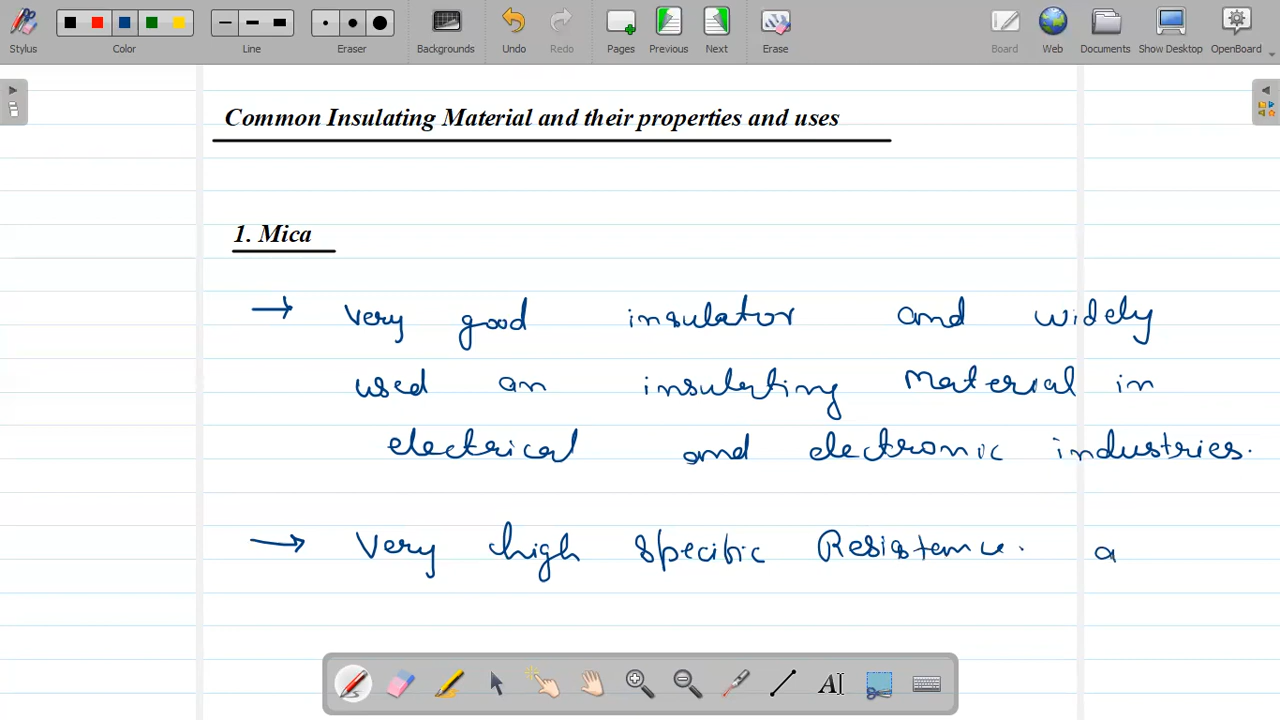 Stylus Color Line Eraser Backgrounds Undo Redo Pages Previous Next Erase Board Web Documents Show Desktop OpenBoard
Common Insulating Material and their properties and uses
1. Mica
→ Very good insulator and widely
used an insulating Material in
electrical and electronic industries.
→ Very high Specific Resistance. a
AI